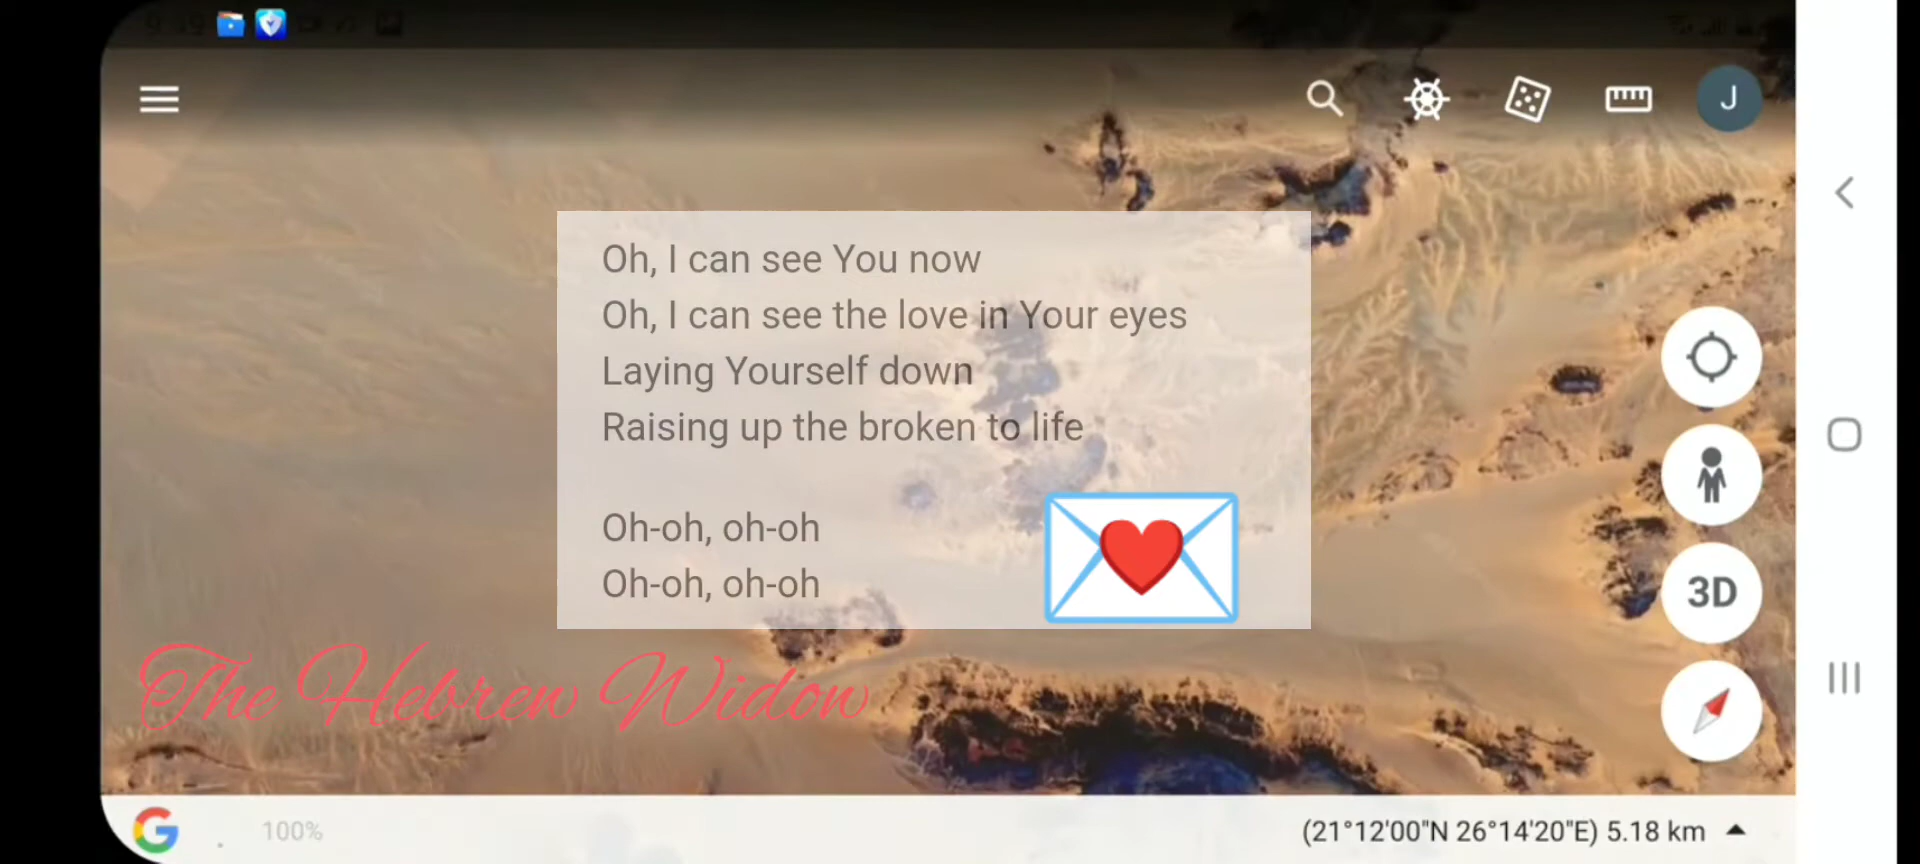 J
Oh, I can see You now
Oh, I can see the love in Your eyes
Laying Yourself down
Raising up the broken to life
Oh-oh, oh-oh
Oh-oh, oh-oh
3D
The Hebrew Widow
100%
(21°12'00"N 26°14'20"E) 5.18 km